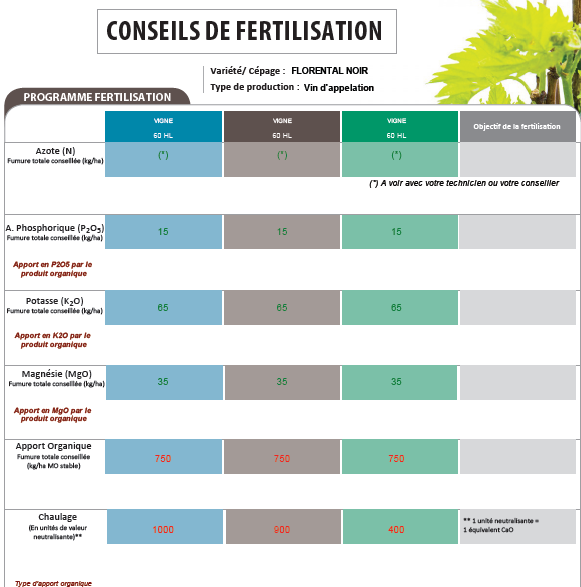 CONSEILS DE FERTILISATION
Variété/ Cépage : FLORENTAL NOIR
Type de production : Vin d'appelation
PROGRAMME FERTILISATION
VIGNE VIGNE VIGNE
60 HL 60 HL 60 HL
Objectif de la fertilisation
Azote (N)
Fumure totale conseillée (kg/ha)
(*) (*) (*)
(*) A voir avec votre technicien ou votre conseiller
A. Phosphorique (P2O5)
Fumure totale conseillée (kg/ha)
15 15 15
Apport en P2O5 par le
produit organique
Potasse (K2O)
Fumure totale conseillée (kg/ha)
65 65 65
Apport en K2O par le
produit organique
Magnésie (MgO)
Fumure totale conseillée (kg/ha)
35 35 35
Apport en MgO par le
produit organique
Apport Organique
Fumure totale conseillée
(kg/ha MO stable)
750 750 750
Chaulage
(En unités de valeur
neutralisante)**
1000 900 400
** 1 unité neutralisante =
1 équivalent CaO
Type d'apport organique